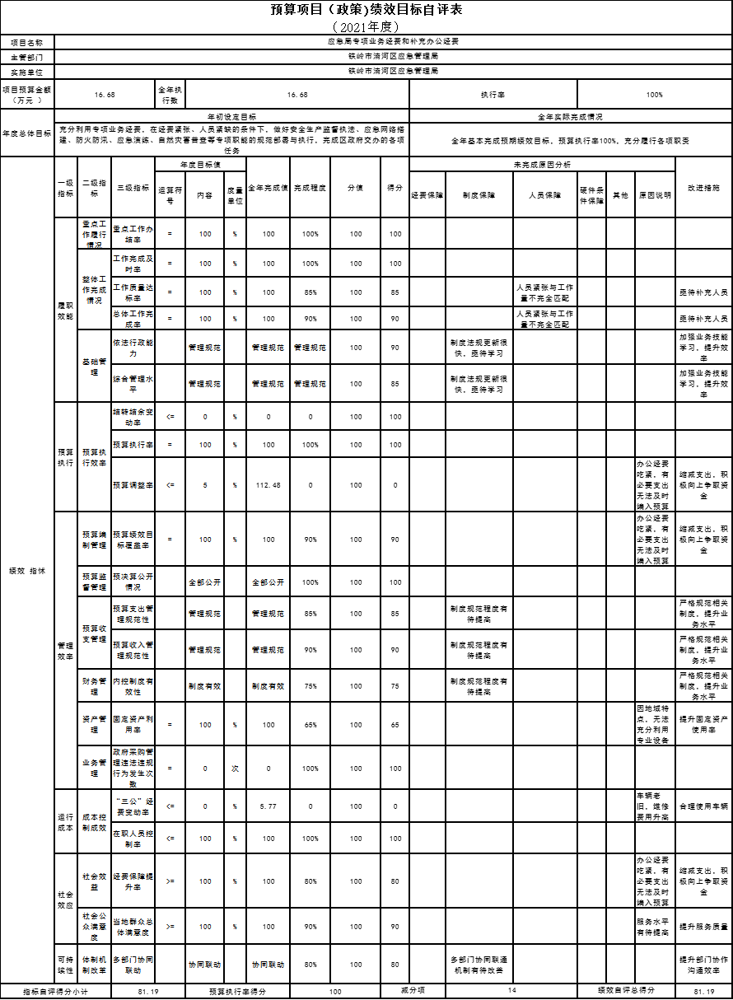 预算项目（政策)绩效目标自评表
（2021年度）
项目名称 应急局专项业务经费和补充办公经费
主管部门 铁岭市清河区应急管理局
实施单位 铁岭市清河区应急管理局
项目预算金额（万元 ） 16.68 全年执行数 16.68 执行率 100%
年度总体目标 年初设定目标 全年实际完成情况
充分利用专项业务经费，在经费紧张、人员紧缺的条件下，做好安全生产监督执法、应急网络搭建、防火防汛、应急演练、自然灾害普查等专项职能的规范部署与执行，完成区政府交办的各项任务
全年基本完成预期绩效目标，预算执行率100%，充分履行各项职责
绩效 指标 一级指标 二级指标 三级指标 年度目标值 全年完成值 完成程度 分值 得分 未完成原因分析 改进措施
运算符号 内容 度量单位 经费保障 制度保障 人员保障 硬件条件保障 其他 原因说明
履职效能 重点工作履行情况 重点工作办结率 = 100 % 100 100% 100 100
整体工作完成情况 工作完成及时率 = 100 % 100 100% 100 100
工作质量达标率 = 100 % 100 85% 100 85 人员紧张与工作量不完全匹配 亟待补充人员
总体工作完成率 = 100 % 100 90% 100 90 人员紧张与工作量不完全匹配 亟待补充人员
基础管理 依法行政能力 管理规范 管理规范 管理规范 100 90 制度法规更新很快，亟待学习 加强业务技能学习，提升效率
综合管理水平 管理规范 管理规范 管理规范 100 85 制度法规更新很快，亟待学习 加强业务技能学习，提升效率
预算执行 预算执行效率 结转结余变动率 <= 0 % 0 0 100 100
预算执行率 = 100 % 100 100% 100 100
预算调整率 <= 5 % 112.48 0 100 0 办公经费吃紧，有必要支出无法及时编入预算 缩减支出，积极向上争取资金
管理效率 预算编制管理 预算绩效目标覆盖率 = 100 % 100 90% 100 90 办公经费吃紧，有必要支出无法及时编入预算 缩减支出，积极向上争取资金
预算监督管理 预决算公开情况 全部公开 全部公开 100% 100 100
预算收支管理 预算支出管理规范性 管理规范 管理规范 85% 100 85 制度规范程度有待提高 严格规范相关制度，提升业务水平
预算收入管理规范性 管理规范 管理规范 90% 100 90 制度规范程度有待提高 严格规范相关制度，提升业务水平
财务管理 内控制度有效性 制度有效 制度有效 75% 100 75 制度规范程度有待提高 严格规范相关制度，提升业务水平
资产管理 固定资产利用率 = 100 % 100 65% 100 65 因地域特点，无法充分利用专业设备 提升固定资产使用率
业务管理 政府采购管理违法违规行为发生次数 = 0 次 0 100% 100 100
运行成本 成本控制成效 “三公”经费变动率 <= 0 % 5.77 0 100 0 车辆老旧，维修费用升高 合理使用车辆
在职人员控制率 <= 100 % 100 100% 100 100
社会效应 社会效益 经费保障提升率 >= 100 % 100 80% 100 80 办公经费吃紧，有必要支出无法及时编入预算 缩减支出，积极向上争取资金
社会公众满意度 当地群众总体满意度 >= 100 % 100 90% 100 90 服务水平有待提高 提升服务质量
可持续性 体制机制改革 多部门协同联动 协同联动 协同联动 80% 100 80 多部门协同联通机制有待改善 提升部门协作沟通效率
指标自评得分小计 81.19 预算执行率得分 100 减分项 14 绩效自评总得分 81.19